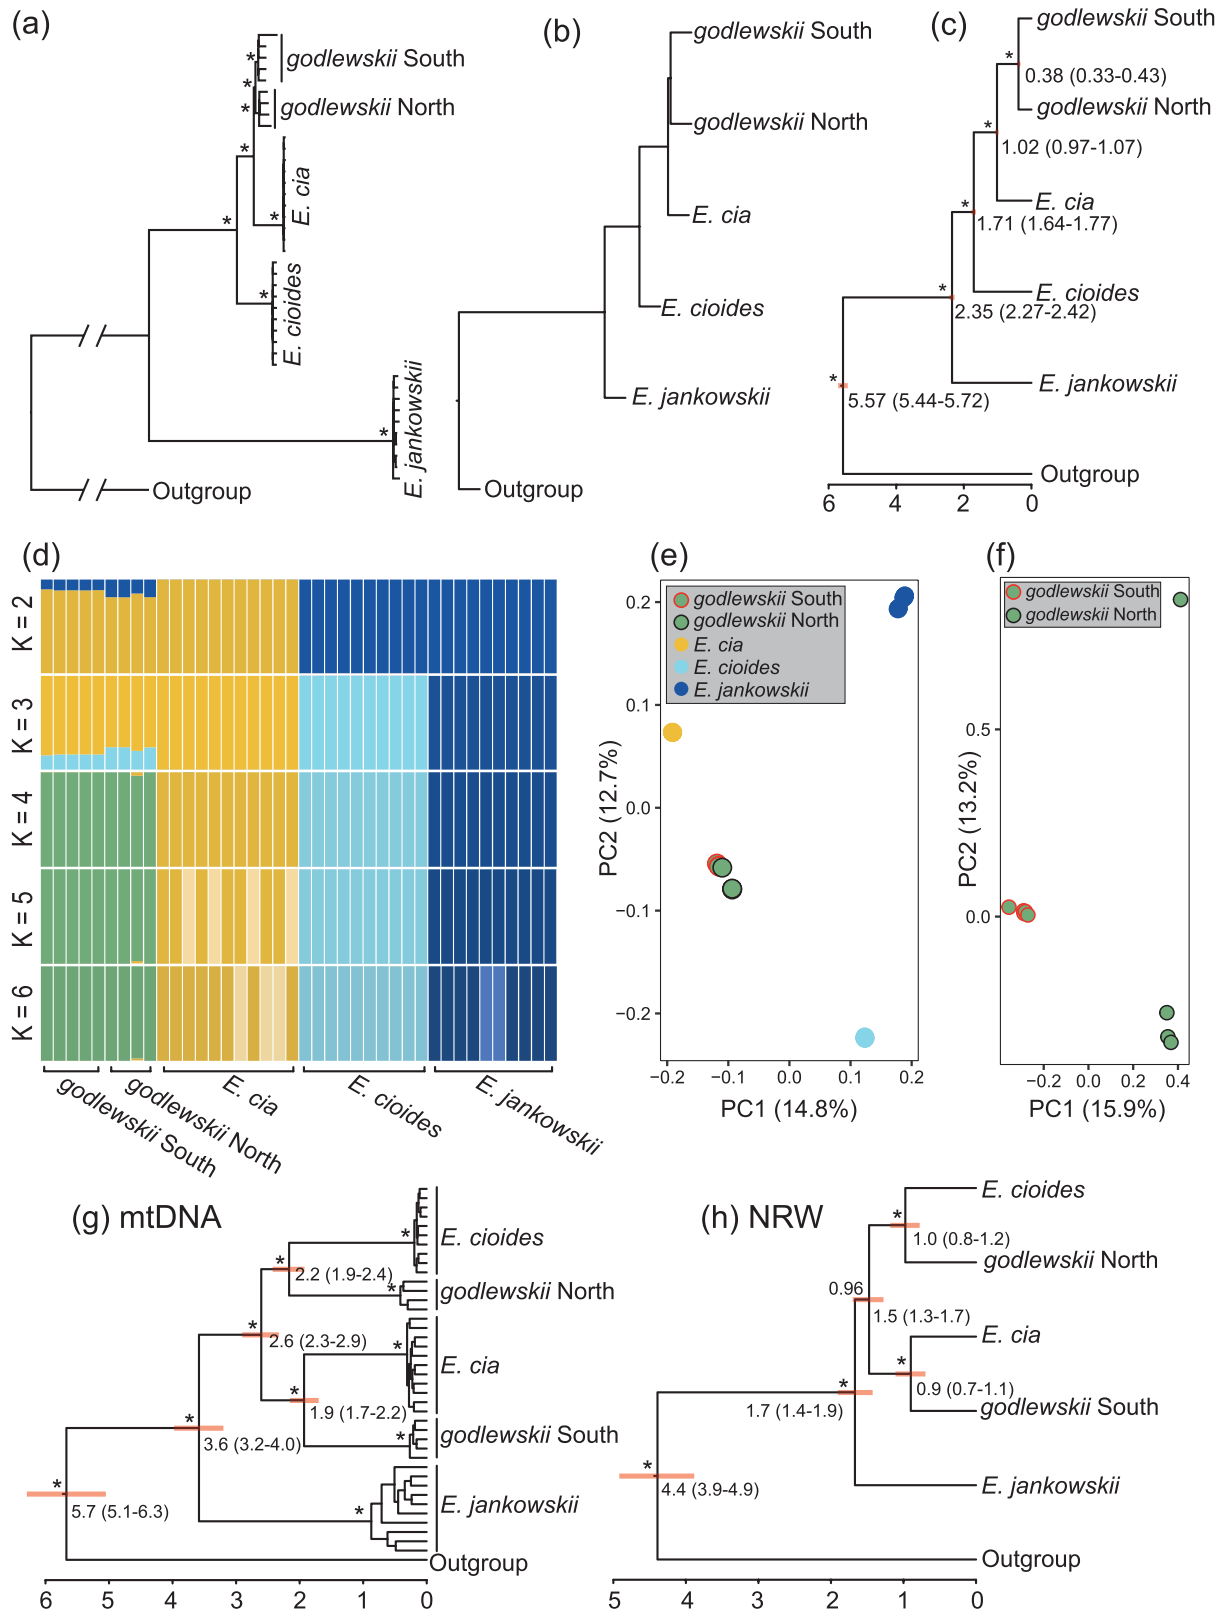 (a)
* godlewskii South
*
* godlewskii North
*
* E. cia
*
* E. cioides
* E. jankowskii
Outgroup
(b)
godlewskii South
godlewskii North
E. cia
E. cioides
E. jankowskii
Outgroup
(c)
godlewskii South
*
0.38 (0.33-0.43)
godlewskii North
*
1.02 (0.97-1.07)
E. cia
*
1.71 (1.64-1.77)
E. cioides
*
2.35 (2.27-2.42)
E. jankowskii
*
5.57 (5.44-5.72)
Outgroup
6 4 2 0
(d)
K = 2
K = 3
K = 4
K = 5
K = 6
godlewskii South
godlewskii North
E. cia
E. cioides
E. jankowskii
(e)
godlewskii South
godlewskii North
E. cia
E. cioides
E. jankowskii
0.2
0.1
0.0
−0.1
−0.2
PC2 (12.7%)
−0.2 −0.1 0.0 0.1 0.2
PC1 (14.8%)
(f)
godlewskii South
godlewskii North
0.5
0.0
PC2 (13.2%)
−0.2 0.0 0.2 0.4
PC1 (15.9%)
(g) mtDNA
* E. cioides
*
2.2 (1.9-2.4)
* godlewskii North
*
2.6 (2.3-2.9)
* E. cia
*
1.9 (1.7-2.2)
* godlewskii South
*
3.6 (3.2-4.0)
* E. jankowskii
*
5.7 (5.1-6.3)
Outgroup
6 5 4 3 2 1 0
(h) NRW
E. cioides
*
1.0 (0.8-1.2)
godlewskii North
0.96
1.5 (1.3-1.7)
E. cia
*
0.9 (0.7-1.1)
godlewskii South
*
1.7 (1.4-1.9)
E. jankowskii
*
4.4 (3.9-4.9)
Outgroup
5 4 3 2 1 0